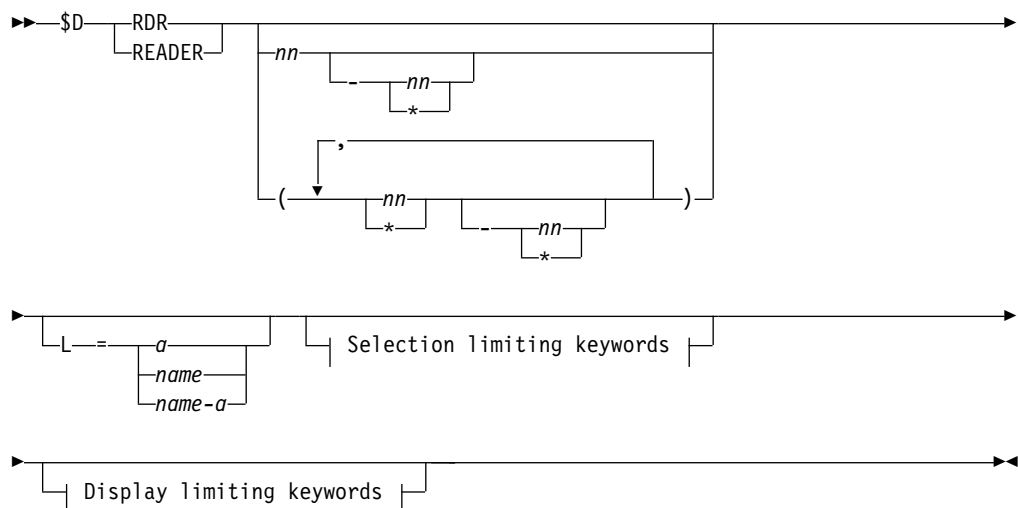 $D RDR
READER
nn
- nn
*
,
( nn - nn )
* *
L = a
name
name-a
Selection limiting keywords
Display limiting keywords